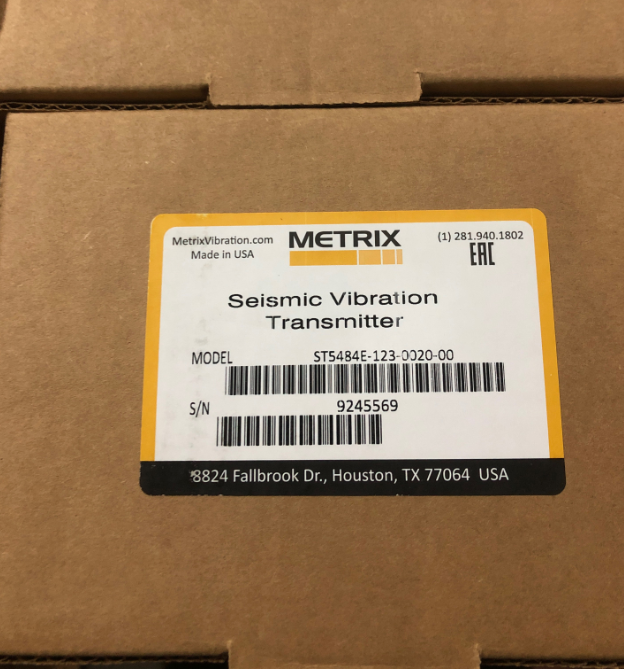 MetrixVibration.com
Made in USA
METRIX
(1) 281.940.1802
EAC
Seismic Vibration
Transmitter
MODEL ST5484E-123-0020-00
S/N 9245569
8824 Fallbrook Dr., Houston, TX 77064 USA